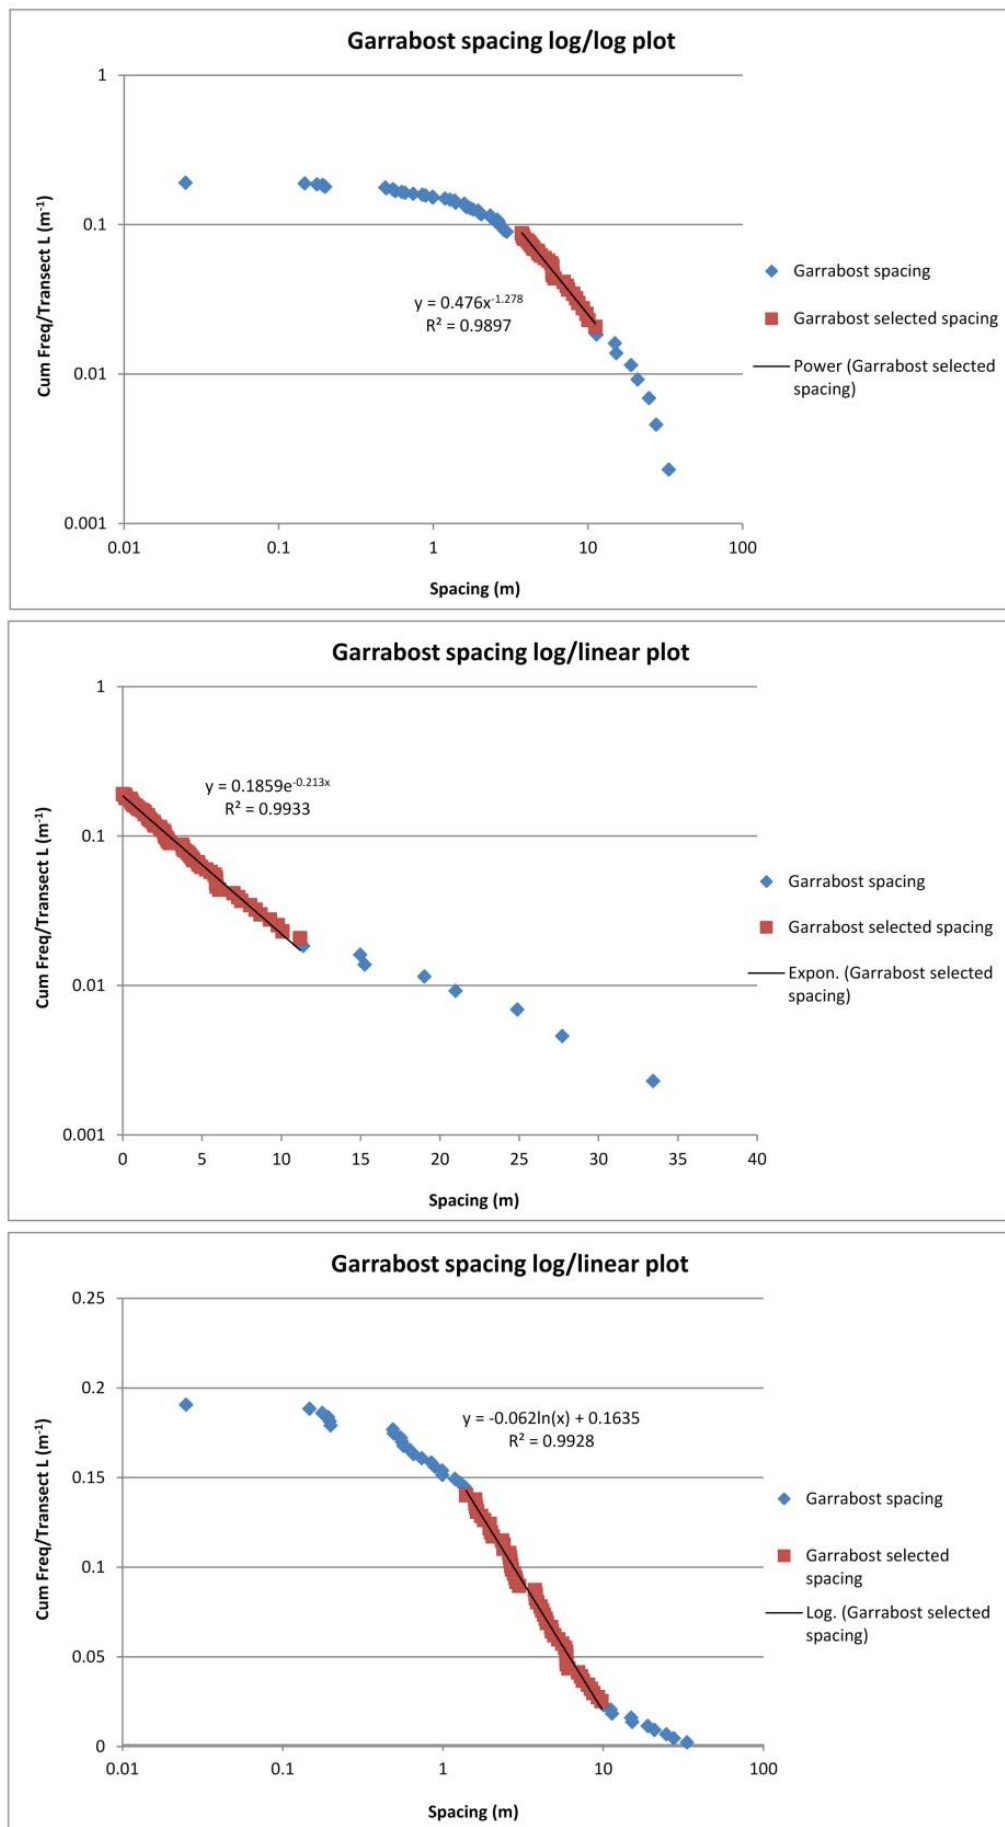 Garrabost spacing log/log plot
1
0.1
0.01
0.001
Cum Freq/Transect L (m⁻¹)
y = 0.476x⁻¹·²⁷⁸
R² = 0.9897
Garrabost spacing
Garrabost selected spacing
Power (Garrabost selected
spacing)
0.01 0.1 1 10 100
Spacing (m)
Garrabost spacing log/linear plot
1
0.1
0.01
0.001
Cum Freq/Transect L (m⁻¹)
y = 0.1859e⁻⁰·²¹³ˣ
R² = 0.9933
Garrabost spacing
Garrabost selected spacing
Expon. (Garrabost selected
spacing)
0 5 10 15 20 25 30 35 40
Spacing (m)
Garrabost spacing log/linear plot
0.25
0.2
0.15
0.1
0.05
0
Cum Freq/Transect L (m⁻¹)
y = -0.062ln(x) + 0.1635
R² = 0.9928
Garrabost spacing
Garrabost selected
spacing
Log. (Garrabost selected
spacing)
0.01 0.1 1 10 100
Spacing (m)